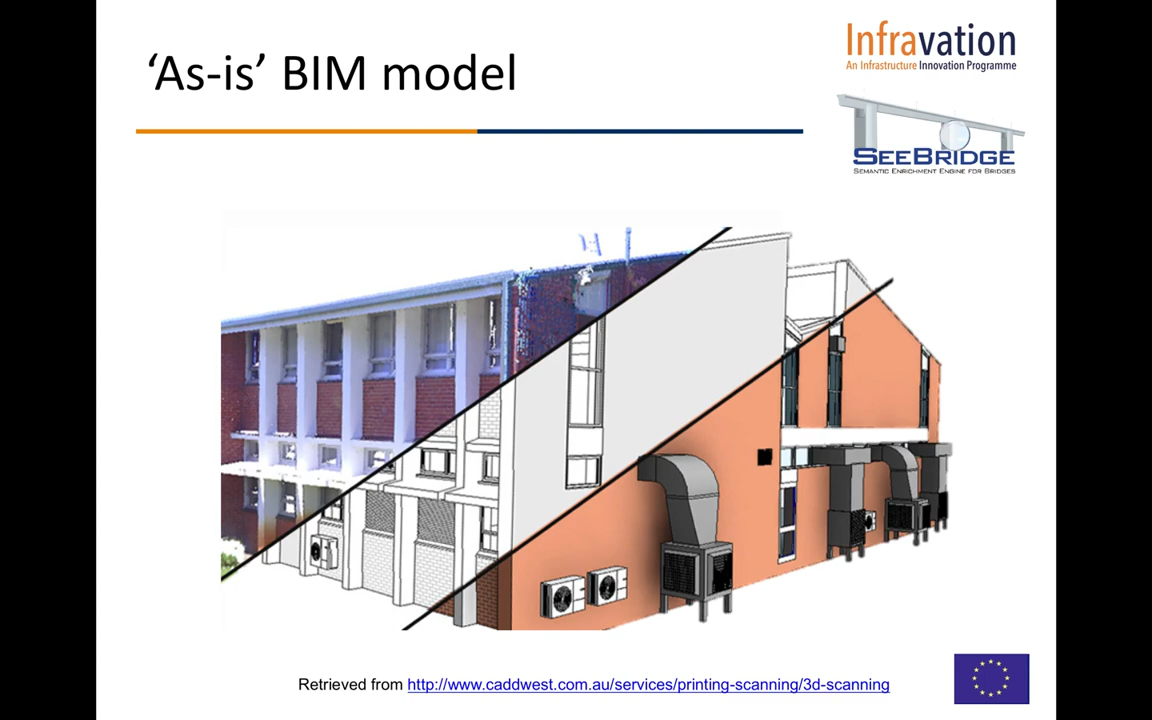 ‘As-is’ BIM model
Infravation
An Infrastructure Innovation Programme
SEEBRIDGE
SEMANTIC ENRICHMENT ENGINE FOR BRIDGES
Retrieved from http://www.caddwest.com.au/services/printing-scanning/3d-scanning